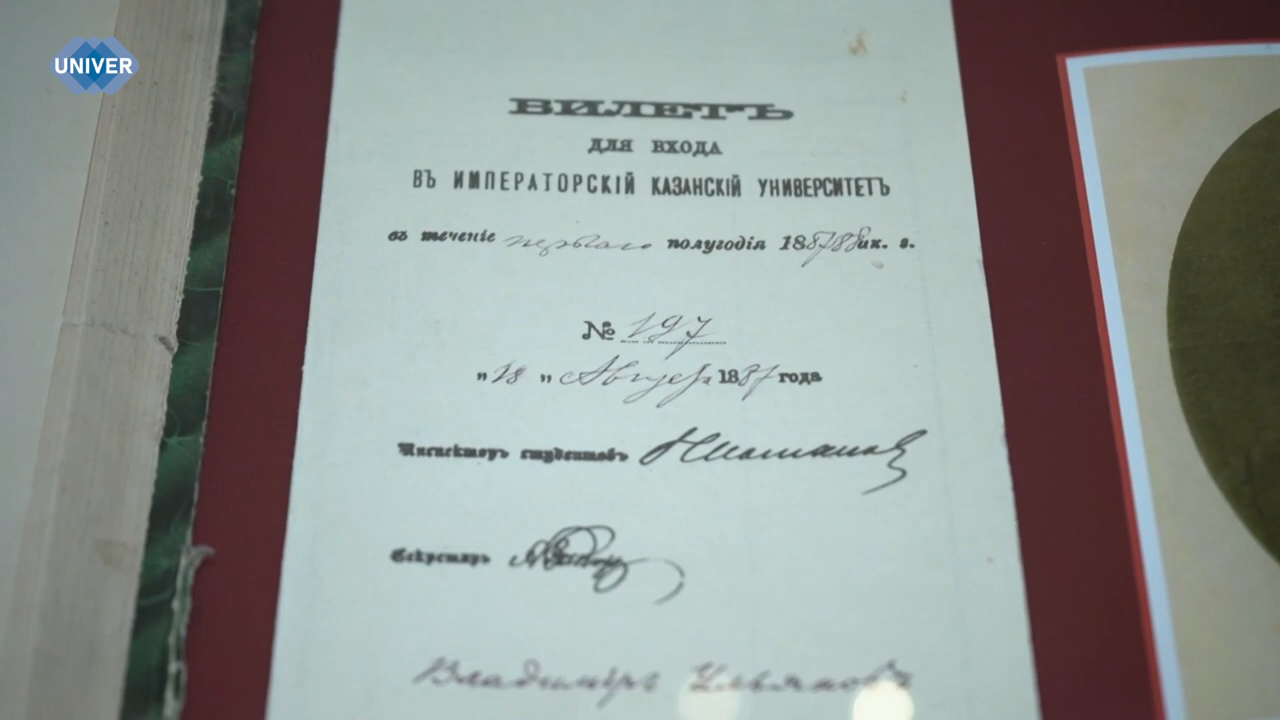 UNIVER
БИЛЕТЪ
ДЛЯ ВХОДА
ВЪ ИМПЕРАТОРСКІЙ КАЗАНСКІЙ УНИВЕРСИТЕТЪ
въ теченіе перваго полугодія 1887/88 ак. г.
№ 197
„18„ Августа 1887 года
Инспекторъ студентовъ
Секретарь
Владиміръ Ульяновъ